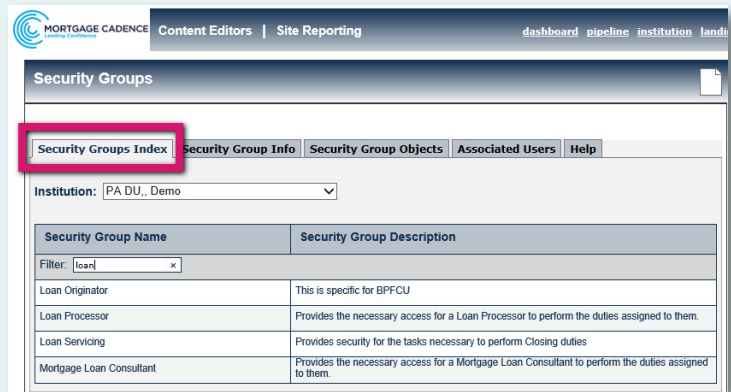 MORTGAGE CADENCE
Lending Confidence
Content Editors | Site Reporting
dashboard pipeline institution
Security Groups
Security Groups Index Security Group Info Security Group Objects Associated Users Help
Institution: PA DU,, Demo
Security Group Name Security Group Description
Filter: loan ×
Loan Originator This is specific for BPFCU
Loan Processor Provides the necessary access for a Loan Processor to perform the duties assigned to them.
Loan Servicing Provides security for the tasks necessary to perform Closing duties
Mortgage Loan Consultant Provides the necessary access for a Mortgage Loan Consultant to perform the duties assigned
to them.